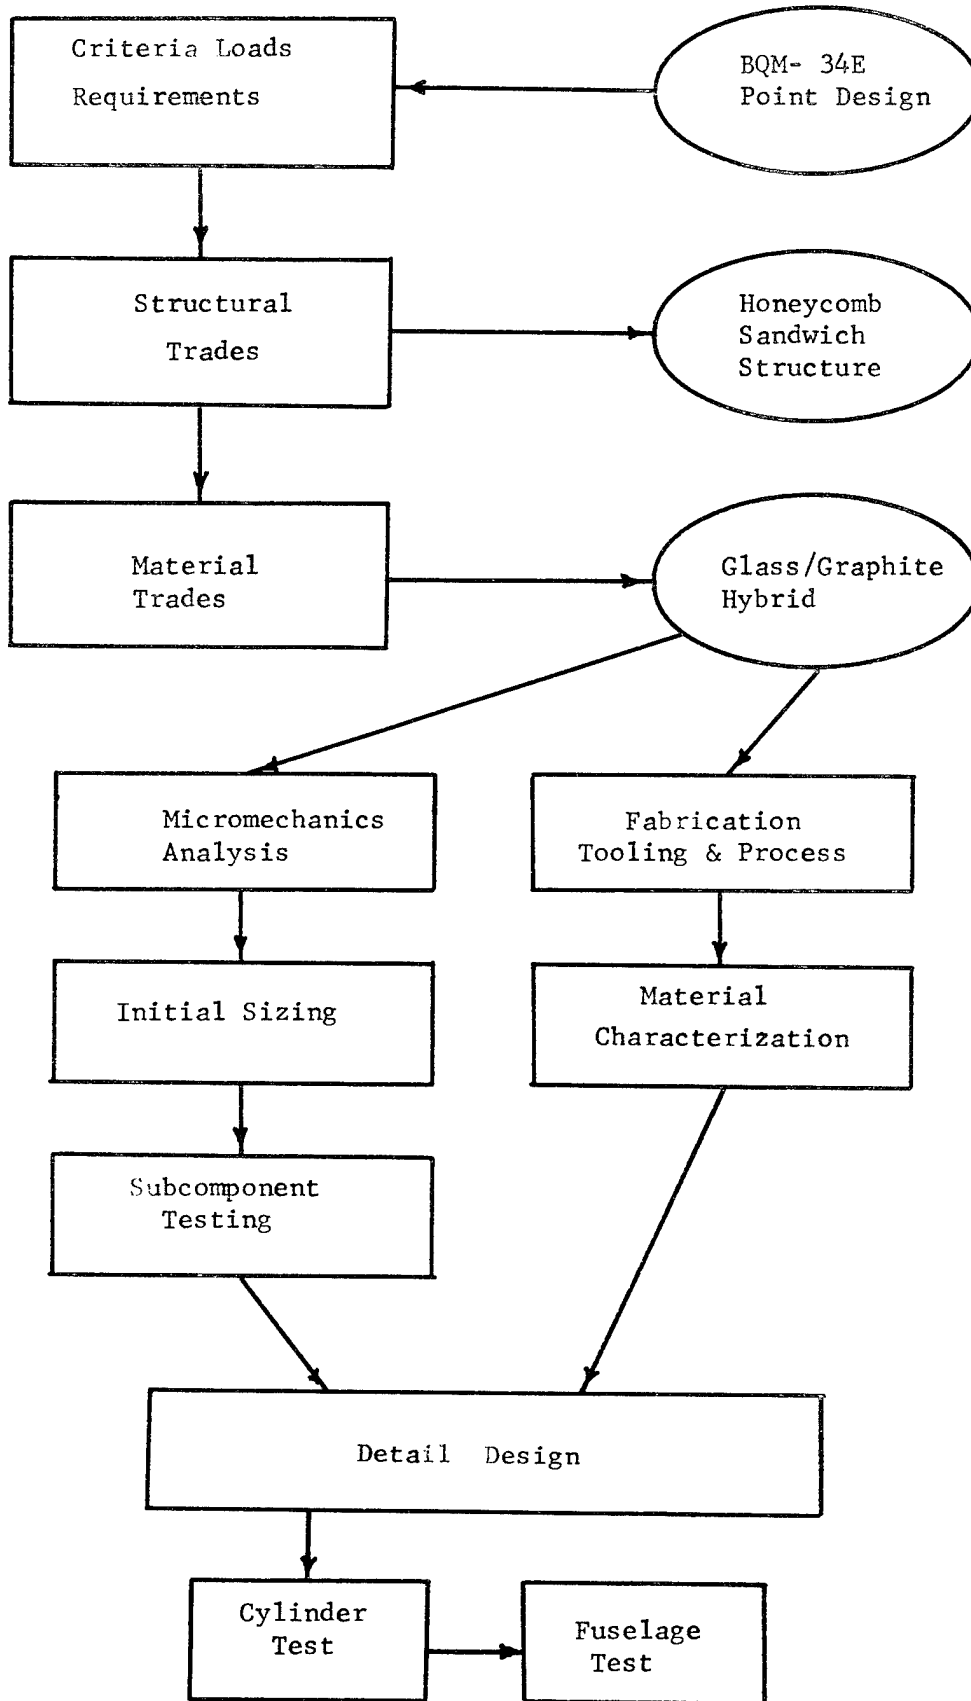 Criteria Loads
Requirements
BQM- 34E
Point Design
Structural
Trades
Honeycomb
Sandwich
Structure
Material
Trades
Glass/Graphite
Hybrid
Micromechanics
Analysis
Fabrication
Tooling & Process
Initial Sizing
Material
Characterization
Subcomponent
Testing
Detail Design
Cylinder
Test
Fuselage
Test